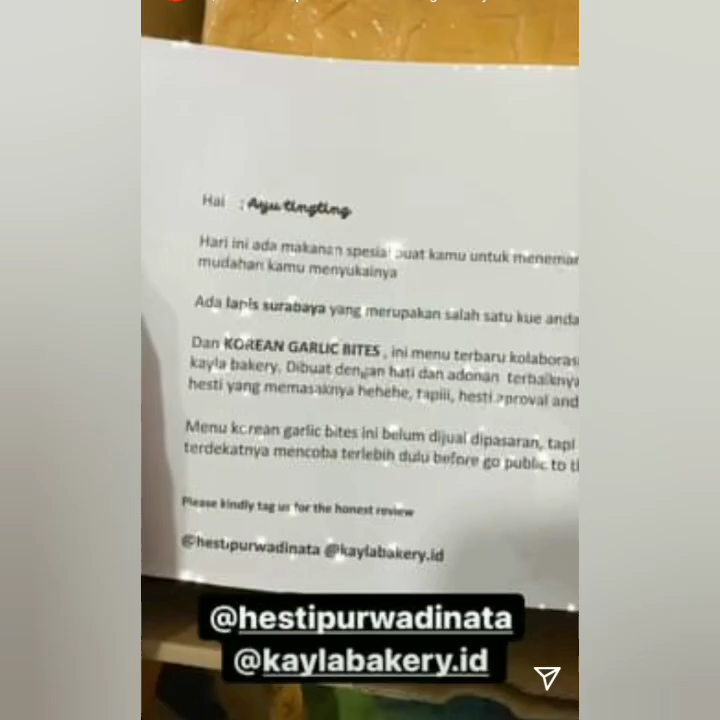 Hai : Ayu tingting
Hari ini ada makanan spesial buat kamu untuk meneman
mudahan kamu menyukainya
Ada lapis surabaya yang merupakan salah satu kue anda
Dan KOREAN GARLIC BITES , ini menu terbaru kolaboras
kayla bakery. Dibuat dengan hati dan adonan terbaiknya
hesti yang memasaknya hehehe, tapiii, hesti aproval and
Menu korean garlic bites ini belum dijual dipasaran, tapi
terdekatnya mencoba terlebih dulu before go public to th
Please kindly tag us for the honest review
@hestipurwadinata @kaylabakery.id
@hestipurwadinata
@kaylabakery.id